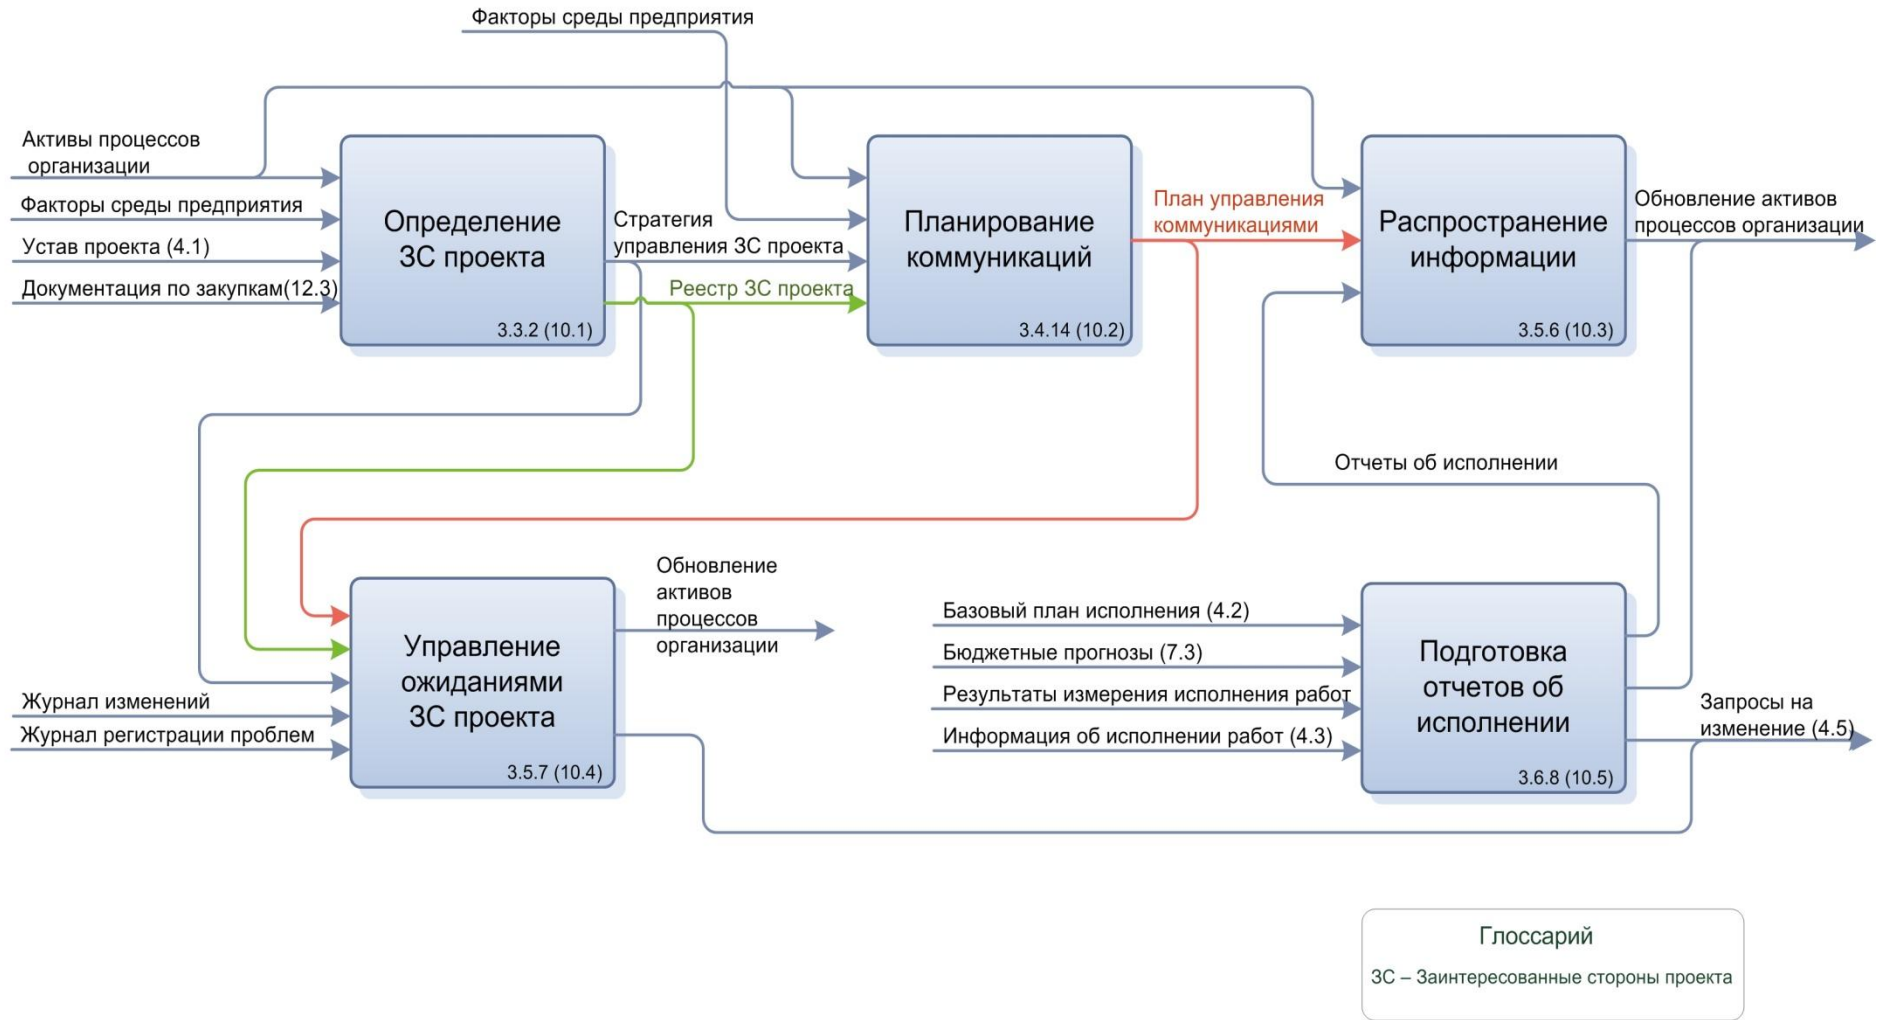 Факторы среды предприятия
Активы процессов
организации
Факторы среды предприятия
Устав проекта (4.1)
Документация по закупкам(12.3)
Определение
ЗС проекта
3.3.2 (10.1)
Стратегия
управления ЗС проекта
Реестр ЗС проекта
Планирование
коммуникаций
3.4.14 (10.2)
План управления
коммуникациями
Распространение
информации
3.5.6 (10.3)
Обновление активов
процессов организации
Отчеты об исполнении
Журнал изменений
Журнал регистрации проблем
Управление
ожиданиями
ЗС проекта
3.5.7 (10.4)
Обновление
активов
процессов
организации
Базовый план исполнения (4.2)
Бюджетные прогнозы (7.3)
Результаты измерения исполнения работ
Информация об исполнении работ (4.3)
Подготовка
отчетов об
исполнении
3.6.8 (10.5)
Запросы на
изменение (4.5)
Глоссарий
ЗС – Заинтересованные стороны проекта